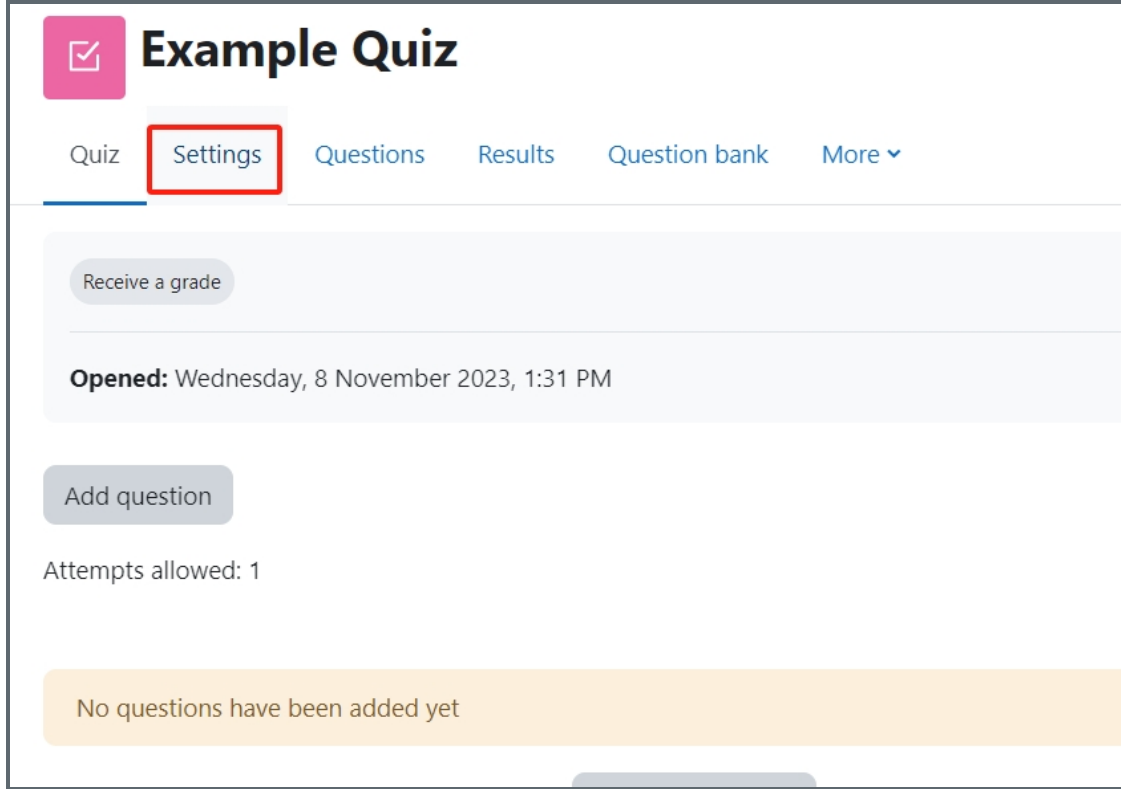 Example Quiz
Quiz Settings Questions Results Question bank More
Receive a grade
Opened: Wednesday, 8 November 2023, 1:31 PM
Add question
Attempts allowed: 1
No questions have been added yet